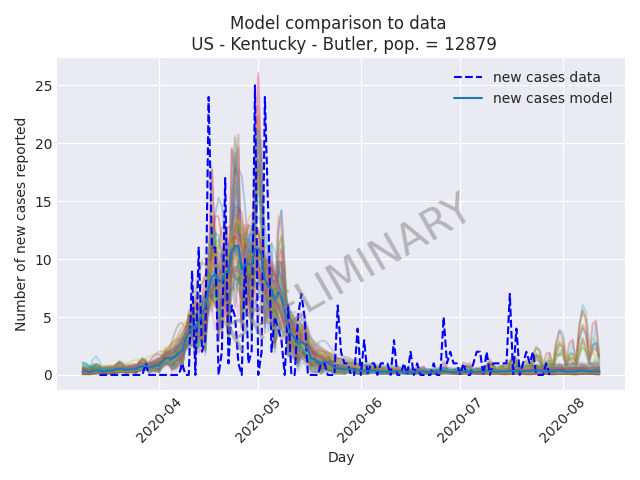 Model comparison to data
US - Kentucky - Butler, pop. = 12879
new cases data
new cases model
Number of new cases reported
25
20
15
10
5
0
2020-04
2020-05
2020-06
2020-07
2020-08
Day